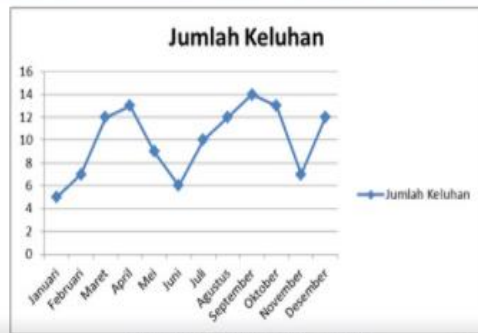 Jumlah Keluhan
16
14
12
10
8
6
4
2
0
Januari
Februari
Maret
April
Mei
Juni
Juli
Agustus
September
Oktober
November
Desember
Jumlah Keluhan